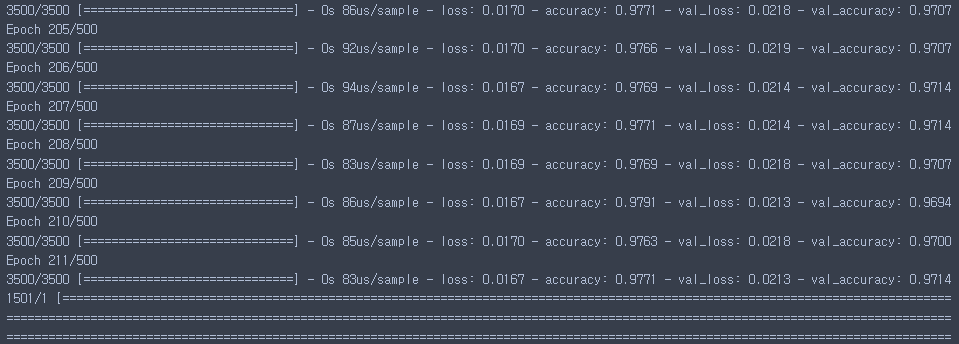 3500/3500 [==============================] - 0s 86us/sample - loss: 0.0170 - accuracy: 0.9771 - val_loss: 0.0218 - val_accuracy: 0.9707
Epoch 205/500
3500/3500 [==============================] - 0s 92us/sample - loss: 0.0170 - accuracy: 0.9766 - val_loss: 0.0219 - val_accuracy: 0.9707
Epoch 206/500
3500/3500 [==============================] - 0s 94us/sample - loss: 0.0167 - accuracy: 0.9769 - val_loss: 0.0214 - val_accuracy: 0.9714
Epoch 207/500
3500/3500 [==============================] - 0s 87us/sample - loss: 0.0169 - accuracy: 0.9771 - val_loss: 0.0214 - val_accuracy: 0.9714
Epoch 208/500
3500/3500 [==============================] - 0s 83us/sample - loss: 0.0169 - accuracy: 0.9769 - val_loss: 0.0218 - val_accuracy: 0.9707
Epoch 209/500
3500/3500 [==============================] - 0s 86us/sample - loss: 0.0167 - accuracy: 0.9791 - val_loss: 0.0213 - val_accuracy: 0.9694
Epoch 210/500
3500/3500 [==============================] - 0s 85us/sample - loss: 0.0170 - accuracy: 0.9763 - val_loss: 0.0218 - val_accuracy: 0.9700
Epoch 211/500
3500/3500 [==============================] - 0s 83us/sample - loss: 0.0167 - accuracy: 0.9771 - val_loss: 0.0213 - val_accuracy: 0.9714
1501/1 [===============================================================================================================================
=======================================================================================================================================
=======================================================================================================================================